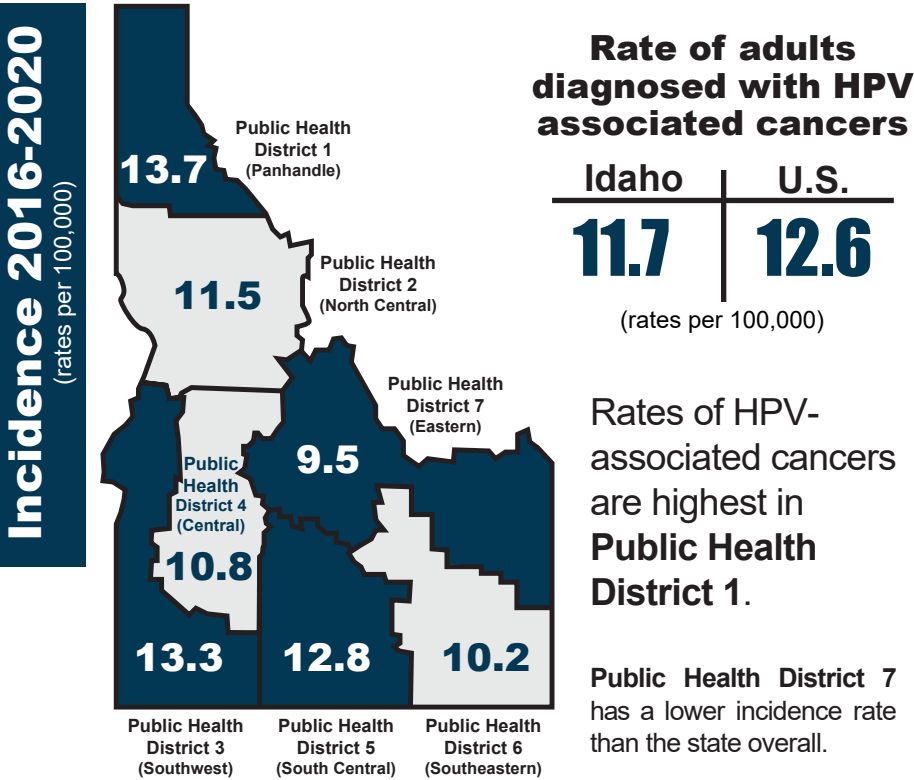 Incidence 2016-2020
(rates per 100,000)
Public Health
District 1
(Panhandle)
13.7
Public Health
District 2
(North Central)
11.5
Public Health
District 7
(Eastern)
9.5
Public
Health
District 4
(Central)
10.8
13.3
12.8
10.2
Public Health
District 3
(Southwest)
Public Health
District 5
(South Central)
Public Health
District 6
(Southeastern)
Rate of adults
diagnosed with HPV
associated cancers
Idaho
U.S.
11.7
12.6
(rates per 100,000)
Rates of HPV-
associated cancers
are highest in
Public Health
District 1.
Public Health District 7
has a lower incidence rate
than the state overall.